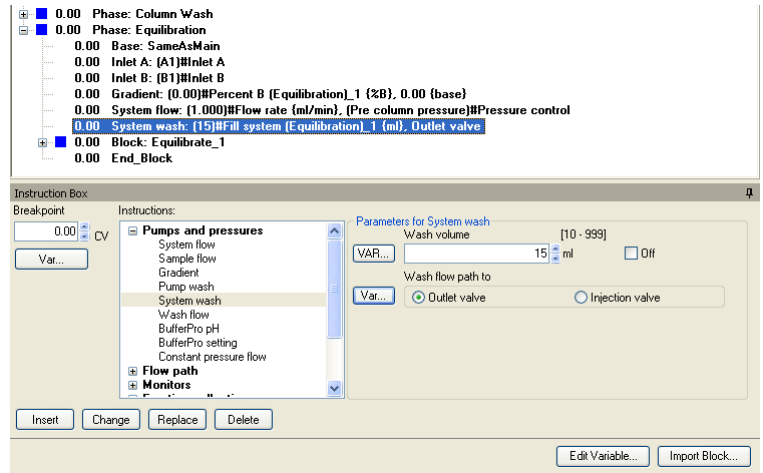 0.00 Phase: Column Wash
0.00 Phase: Equilibration
0.00 Base: SameAsMain
0.00 Inlet A: (A1)#Inlet A
0.00 Inlet B: (B1)#Inlet B
0.00 Gradient: (0.00)#Percent B (Equilibration)_1 {%B}, 0.00 {base}
0.00 System flow: (1.000)#Flow rate {ml/min}, (Pre column pressure)#Pressure control
0.00 System wash: (15)#Fill system (Equilibration)_1 {ml}, Outlet valve
0.00 Block: Equilibrate_1
0.00 End_Block
Instruction Box
Breakpoint
0.00 CV
Var...
Instructions:
Pumps and pressures
System flow
Sample flow
Gradient
Pump wash
System wash
Wash flow
BufferPro pH
BufferPro setting
Constant pressure flow
Flow path
Monitors
Parameters for System wash
Wash volume [10 - 999]
VAR... 15 ml Off
Wash flow path to
Var... Outlet valve Injection valve
Insert Change Replace Delete
Edit Variable... Import Block...